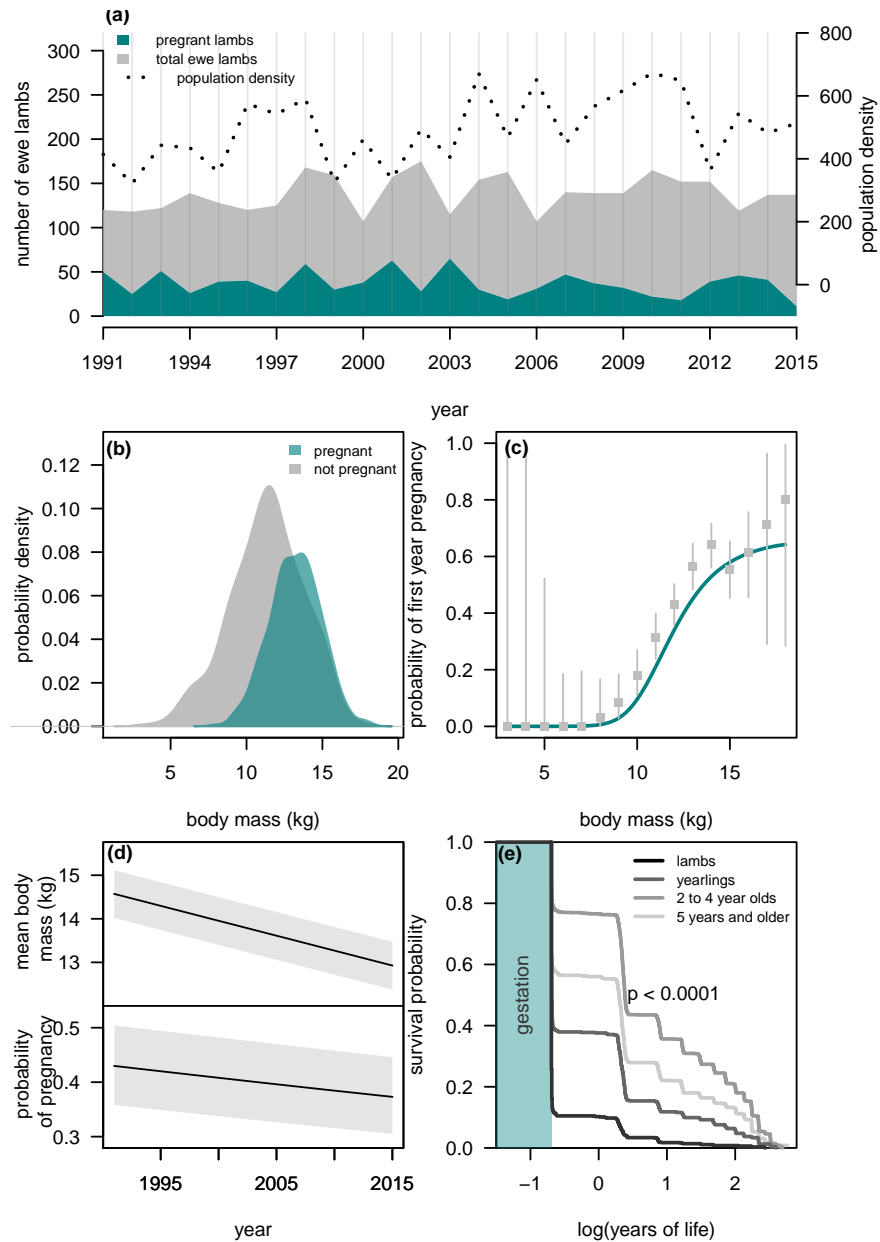 (a)
pregrant lambs
total ewe lambs
population density
number of ewe lambs
300
250
200
150
100
50
0
800
600
400
200
0
population density
1991 1994 1997 2000 2003 2006 2009 2012 2015
year
(b)
pregnant
not pregnant
probability density
0.12
0.10
0.08
0.06
0.04
0.02
0.00
5 10 15 20
body mass (kg)
(c)
probability of first year pregnancy
1.0
0.8
0.6
0.4
0.2
0.0
5 10 15
body mass (kg)
(d)
mean body
mass (kg)
15
14
13
probability
of pregnancy
0.5
0.4
0.3
1995 2005 2015
year
(e)
lambs
yearlings
2 to 4 year olds
5 years and older
survival probability
1.0
0.8
0.6
0.4
0.2
0.0
gestation
p < 0.0001
−1 0 1 2
log(years of life)